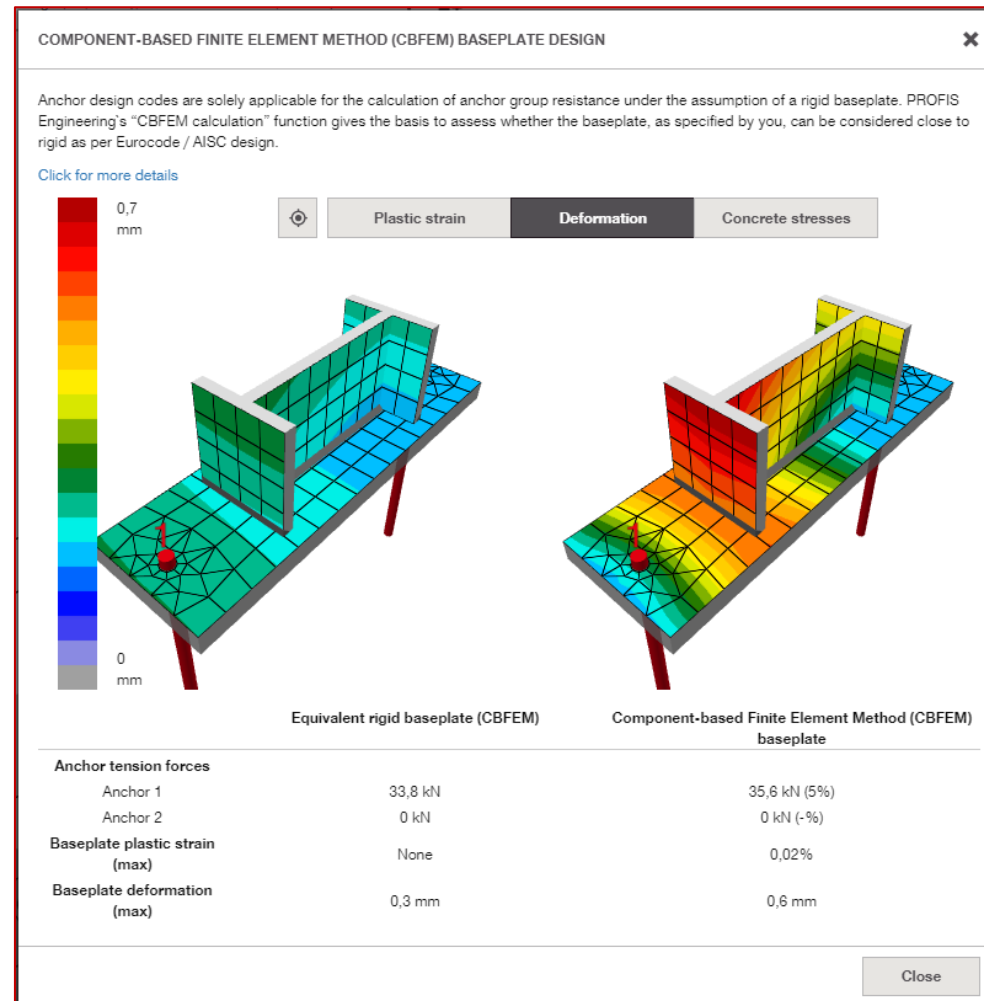 COMPONENT-BASED FINITE ELEMENT METHOD (CBFEM) BASEPLATE DESIGN
Anchor design codes are solely applicable for the calculation of anchor group resistance under the assumption of a rigid baseplate. PROFIS
Engineering`s "CBFEM calculation" function gives the basis to assess whether the baseplate, as specified by you, can be considered close to
rigid as per Eurocode / AISC design.
Click for more details
0,7
mm
Plastic strain
Deformation
Concrete stresses
1
1
0
mm
Equivalent rigid baseplate (CBFEM)
Component-based Finite Element Method (CBFEM)
baseplate
Anchor tension forces
Anchor 1
33,8 kN
35,6 kN (5%)
Anchor 2
0 kN
0 kN (-%)
Baseplate plastic strain
(max)
None
0,02%
Baseplate deformation
(max)
0,3 mm
0,6 mm
Close